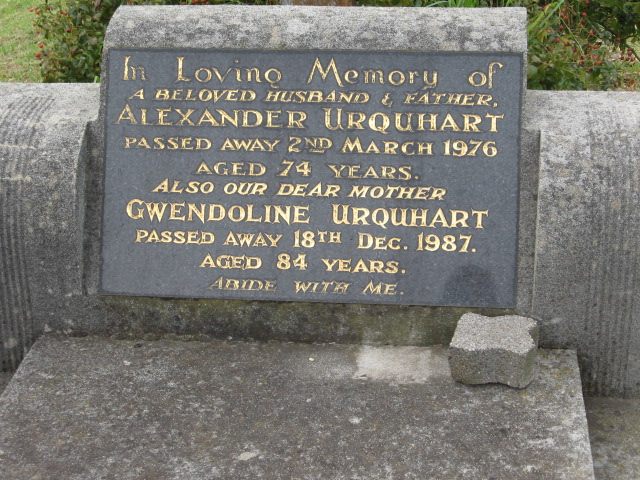 In Loving Memory of
A BELOVED HUSBAND & FATHER,
ALEXANDER URQUHART
PASSED AWAY 2ND MARCH 1976
AGED 74 YEARS.
ALSO OUR DEAR MOTHER
GWENDOLINE URQUHART
PASSED AWAY 18TH DEC. 1987.
AGED 84 YEARS.
ABIDE WITH ME.